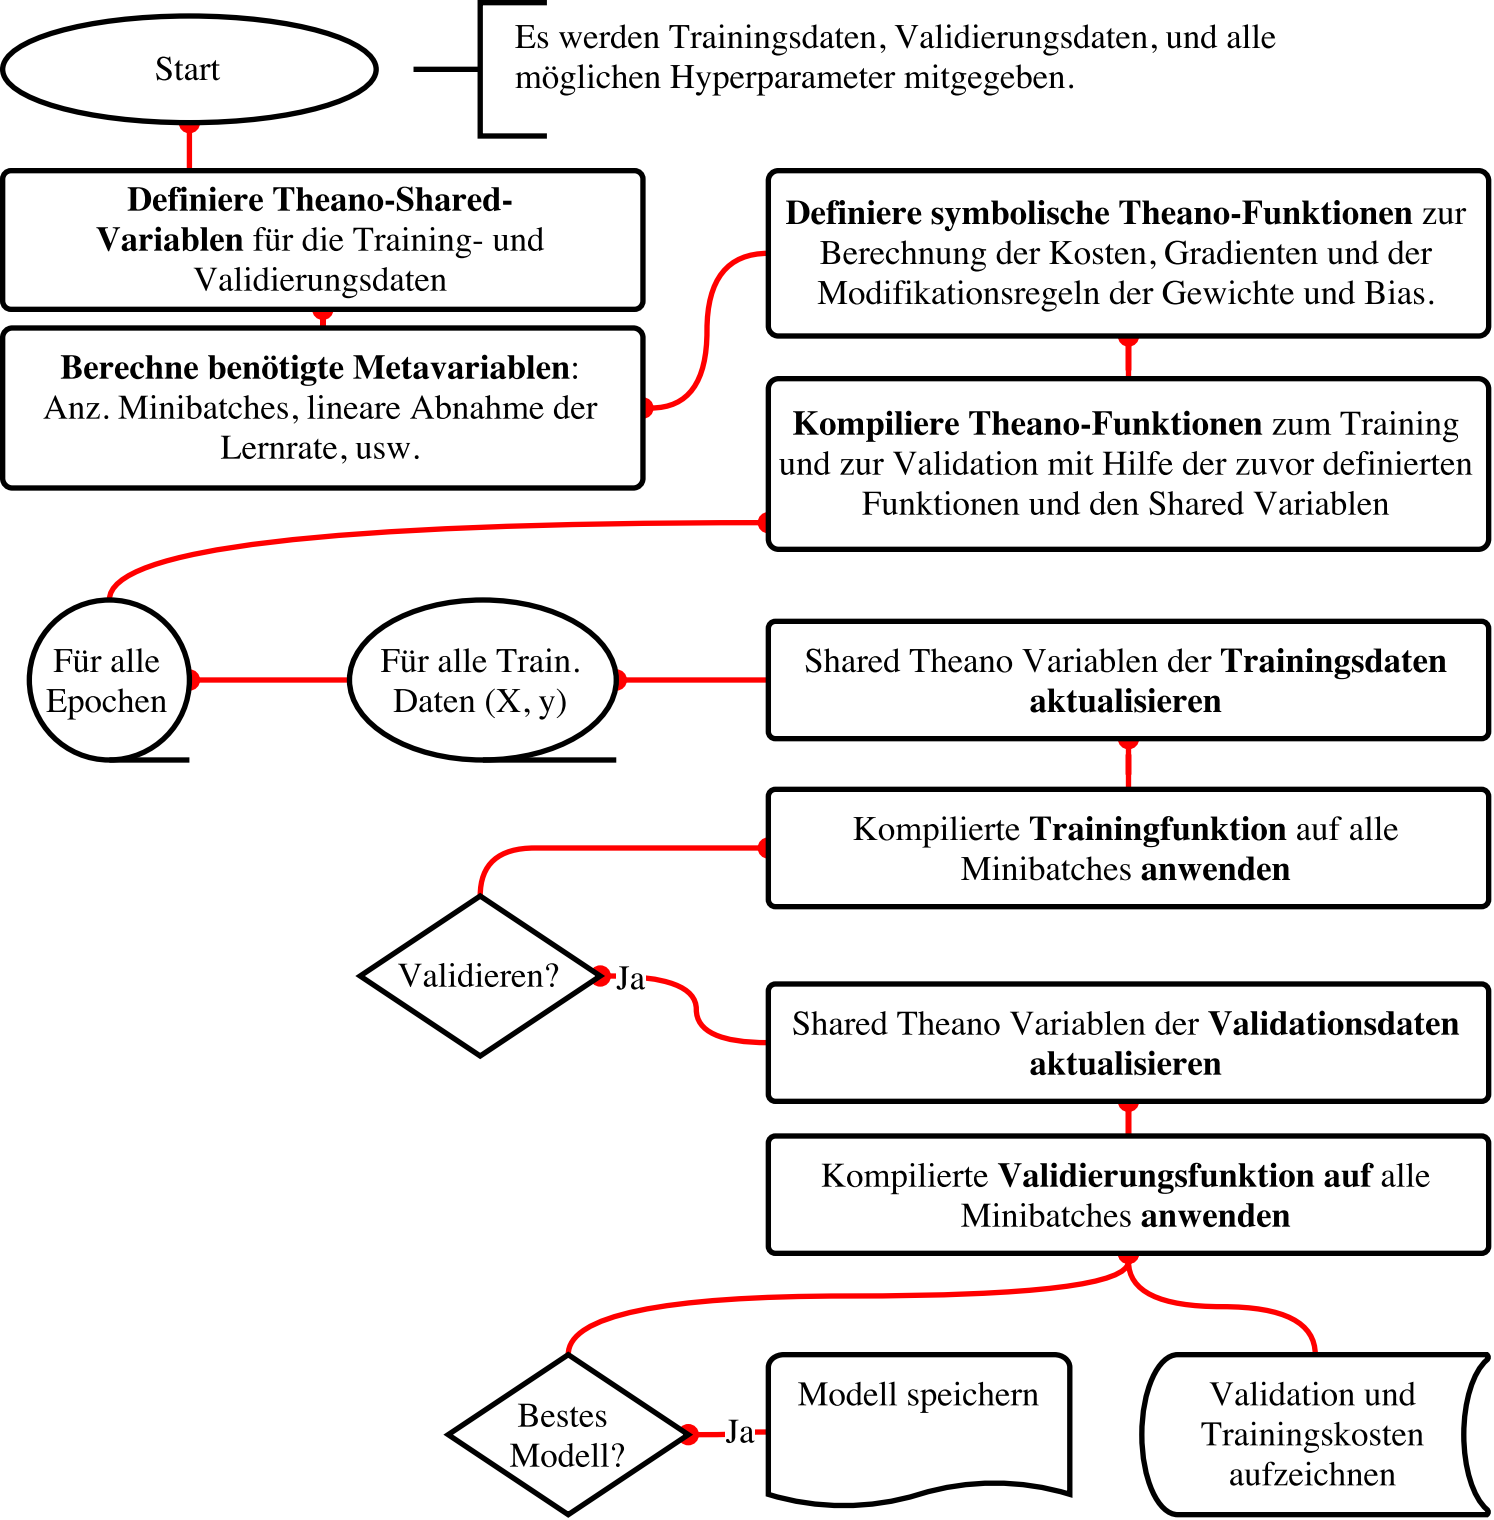 Start
Es werden Trainingsdaten, Validierungsdaten, und alle
möglichen Hyperparameter mitgegeben.
Definiere Theano-Shared-
Variablen für die Training- und
Validierungsdaten
Berechne benötigte Metavariablen:
Anz. Minibatches, lineare Abnahme der
Lernrate, usw.
Definiere symbolische Theano-Funktionen zur
Berechnung der Kosten, Gradienten und der
Modifikationsregeln der Gewichte und Bias.
Kompiliere Theano-Funktionen zum Training
und zur Validation mit Hilfe der zuvor definierten
Funktionen und den Shared Variablen
Für alle
Epochen
Für alle Train.
Daten (X, y)
Shared Theano Variablen der Trainingsdaten
aktualisieren
Kompilierte Trainingfunktion auf alle
Minibatches anwenden
Validieren?
Ja
Shared Theano Variablen der Validationsdaten
aktualisieren
Kompilierte Validierungsfunktion auf alle
Minibatches anwenden
Bestes
Modell?
Ja
Modell speichern
Validation und
Trainingskosten
aufzeichnen